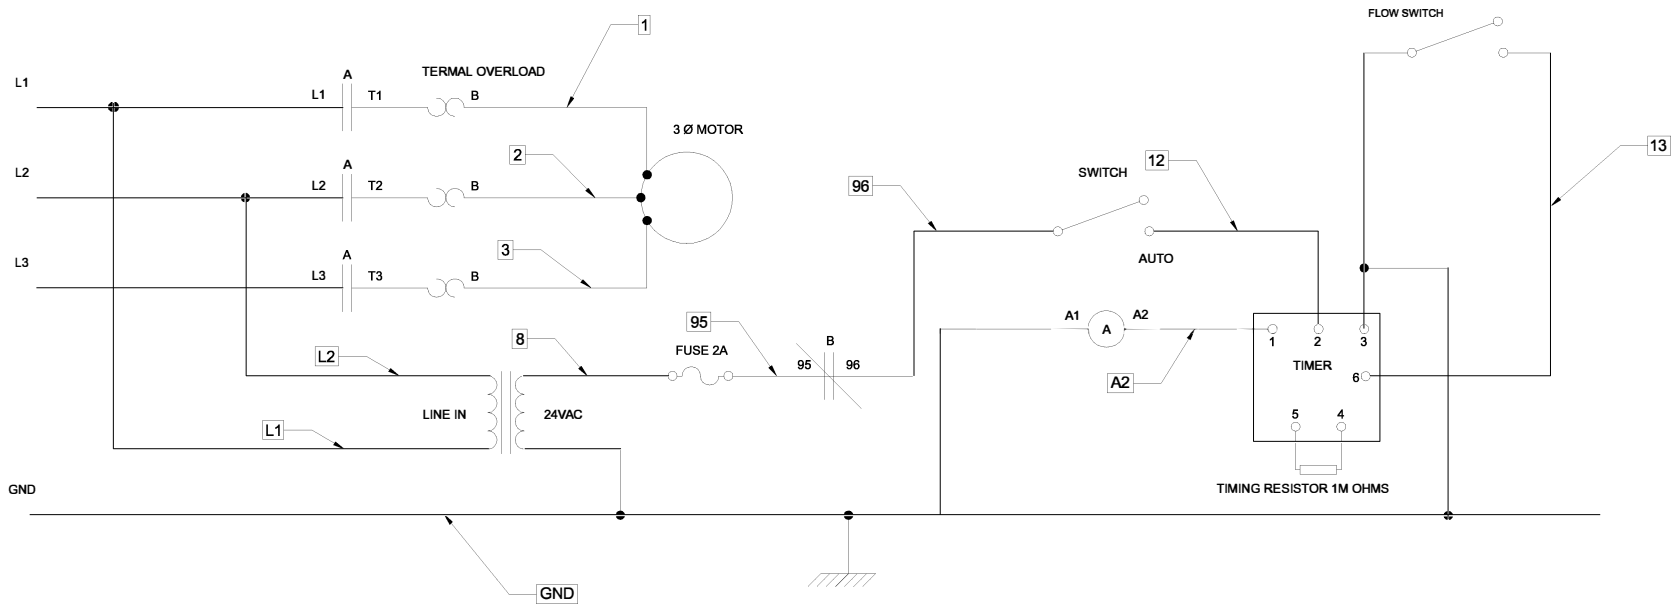 FLOW SWITCH
1
L1
A
TERMAL OVERLOAD
L1
T1
B
3 Ø MOTOR
13
2
12
L2
A
SWITCH
L2
T2
B
96
3
L3
A
AUTO
L3
T3
B
95
A1
A
A2
1
2
3
8
FUSE 2A
B
L2
95
96
TIMER
6
A2
LINE IN
24VAC
5
4
L1
GND
TIMING RESISTOR 1M OHMS
GND